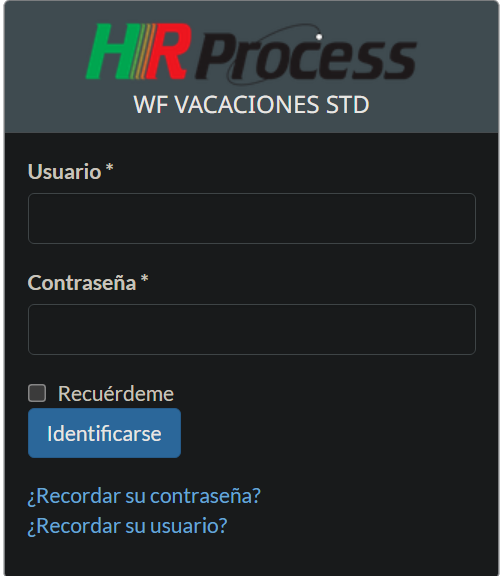 HR Process
WF VACACIONES STD
Usuario *
Contraseña *
Recuérdeme
Identificarse
¿Recordar su contraseña?
¿Recordar su usuario?